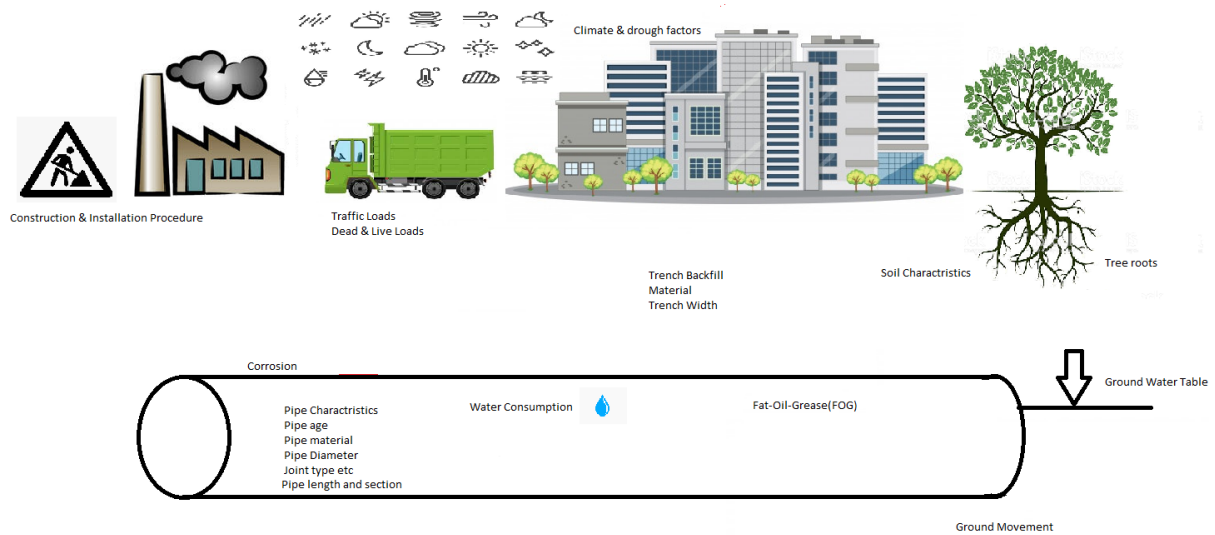 Climate & drough factors
Construction & Installation Procedure
Traffic Loads
Dead & Live Loads
Trench Backfill
Material
Trench Width
Soil Charactristics
Tree roots
Corrosion
Ground Water Table
Pipe Charactristics
Pipe age
Pipe material
Pipe Diameter
Joint type etc
Pipe length and section
Water Consumption
Fat-Oil-Grease(FOG)
Ground Movement